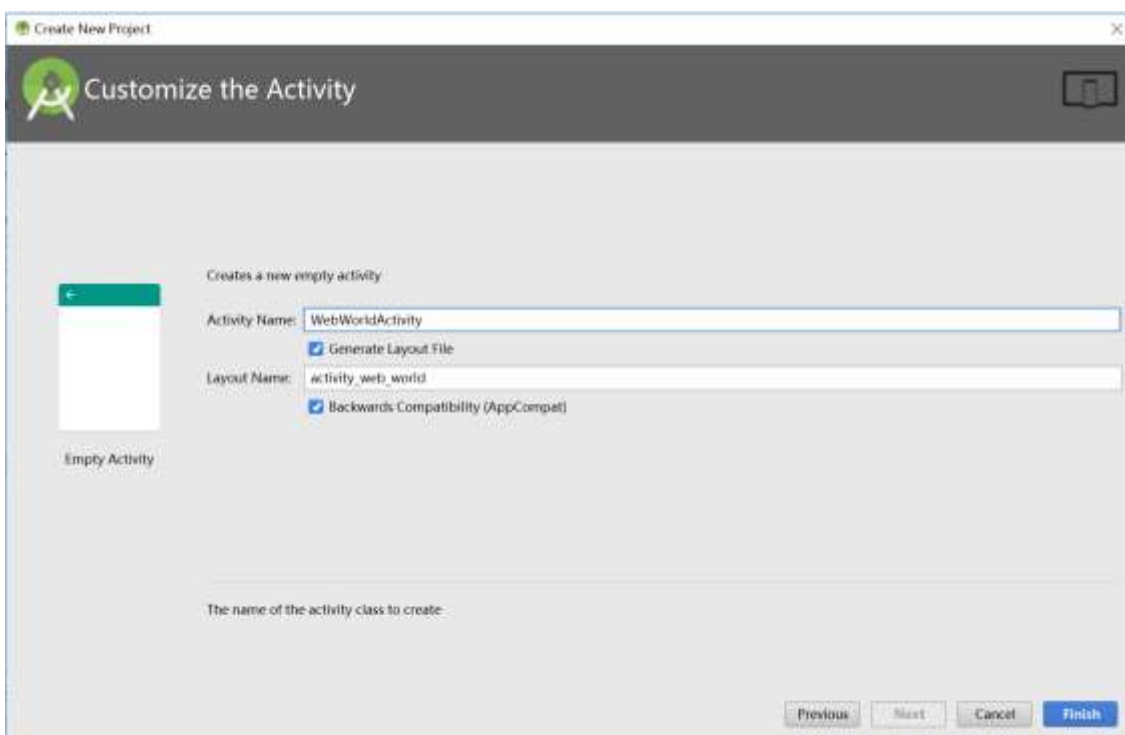 Create New Project
Customize the Activity
Creates a new empty activity
Activity Name: WebWorldActivity
Generate Layout File
Layout Name: activity_web_world
Backwards Compatibility (AppCompat)
Empty Activity
The name of the activity class to create
Previous Next Cancel Finish